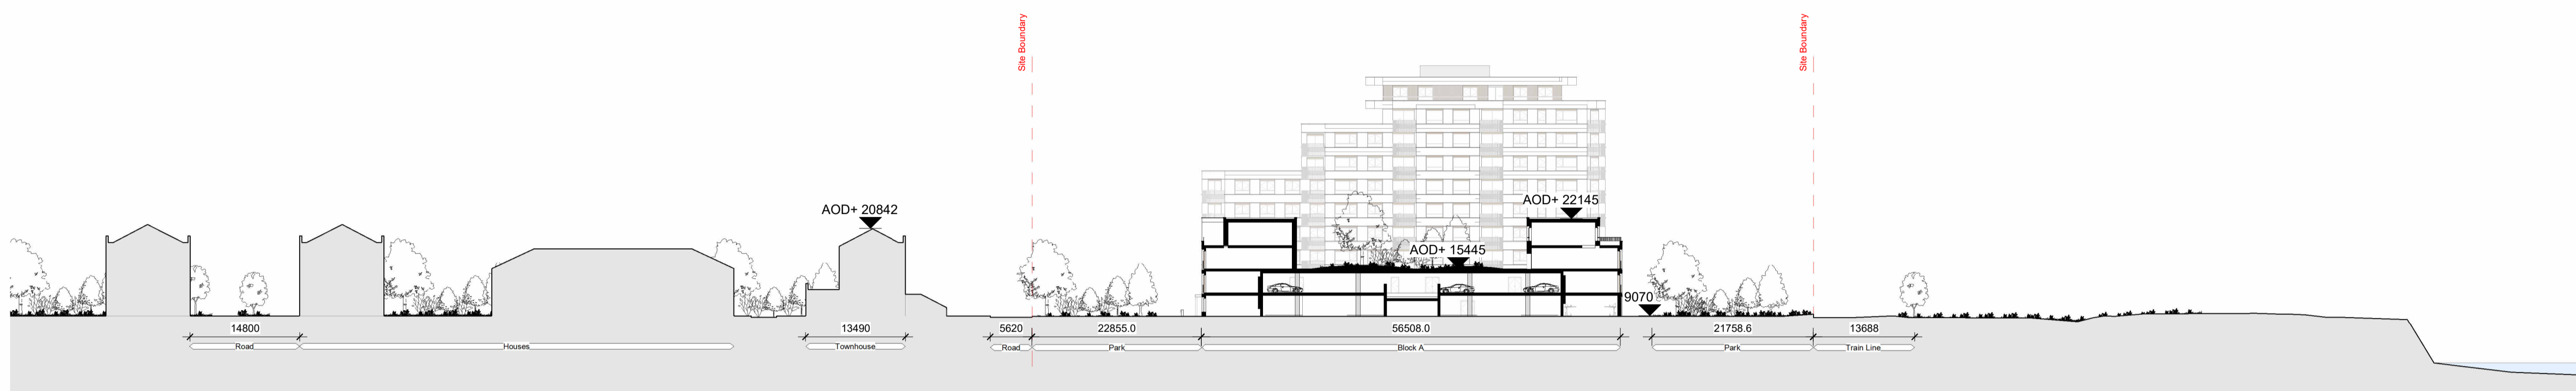 Site Boundary
Site Boundary
AOD+ 20842
AOD+ 22145
AOD+ 15445
9070
14800
13490
5620
22855.0
56508.0
21758.6
13688
Road
Houses
Townhouse
Road
Park
Block A
Park
Train Line